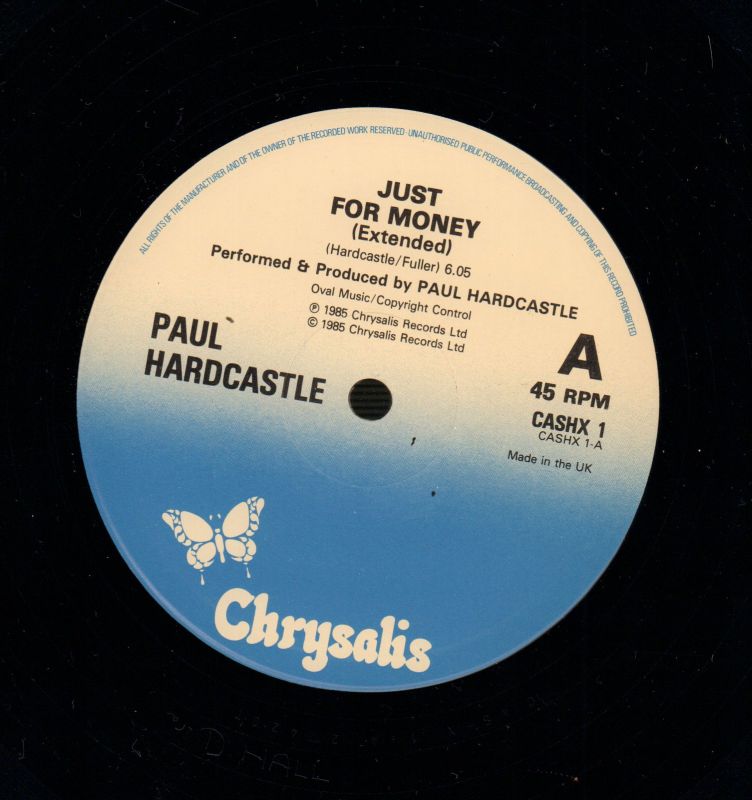 ALL RIGHTS OF THE MANUFACTURER AND OF THE OWNER OF THE RECORDED WORK RESERVED · UNAUTHORISED PUBLIC PERFORMANCE BROADCASTING AND COPYING OF THIS RECORD PROHIBITED
JUST
FOR MONEY
(Extended)
(Hardcastle/Fuller) 6.05
Performed & Produced by PAUL HARDCASTLE
Oval Music/Copyright Control
℗ 1985 Chrysalis Records Ltd
© 1985 Chrysalis Records Ltd
PAUL
HARDCASTLE
A
45 RPM
CASHX 1
CASHX 1-A
Made in the UK
Chrysalis